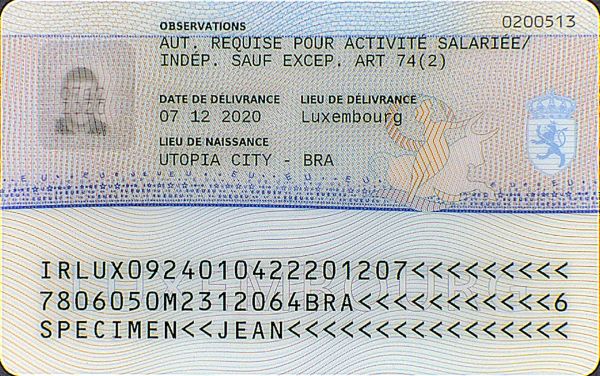 OBSERVATIONS
0200513
AUT. REQUISE POUR ACTIVITÉ SALARIÉE/
INDÉP. SAUF EXCEP. ART 74(2)
DATE DE DÉLIVRANCE LIEU DE DÉLIVRANCE
07 12 2020 Luxembourg
LIEU DE NAISSANCE
UTOPIA CITY - BRA
IRLUX0924010422201207<<<<<<<<<
7806050M2312064BRA<<<<<<<<<<<6
SPECIMEN<<JEAN<<<<<<<<<<<<<<<<